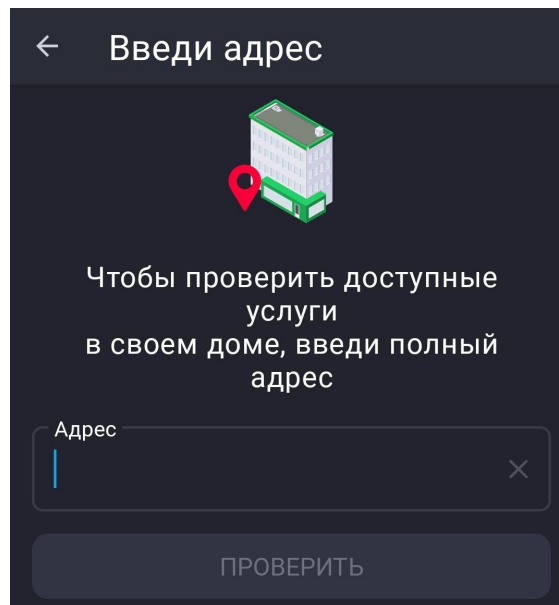 Введи адрес
Чтобы проверить доступные
услуги
в своем доме, введи полный
адрес
Адрес
ПРОВЕРИТЬ